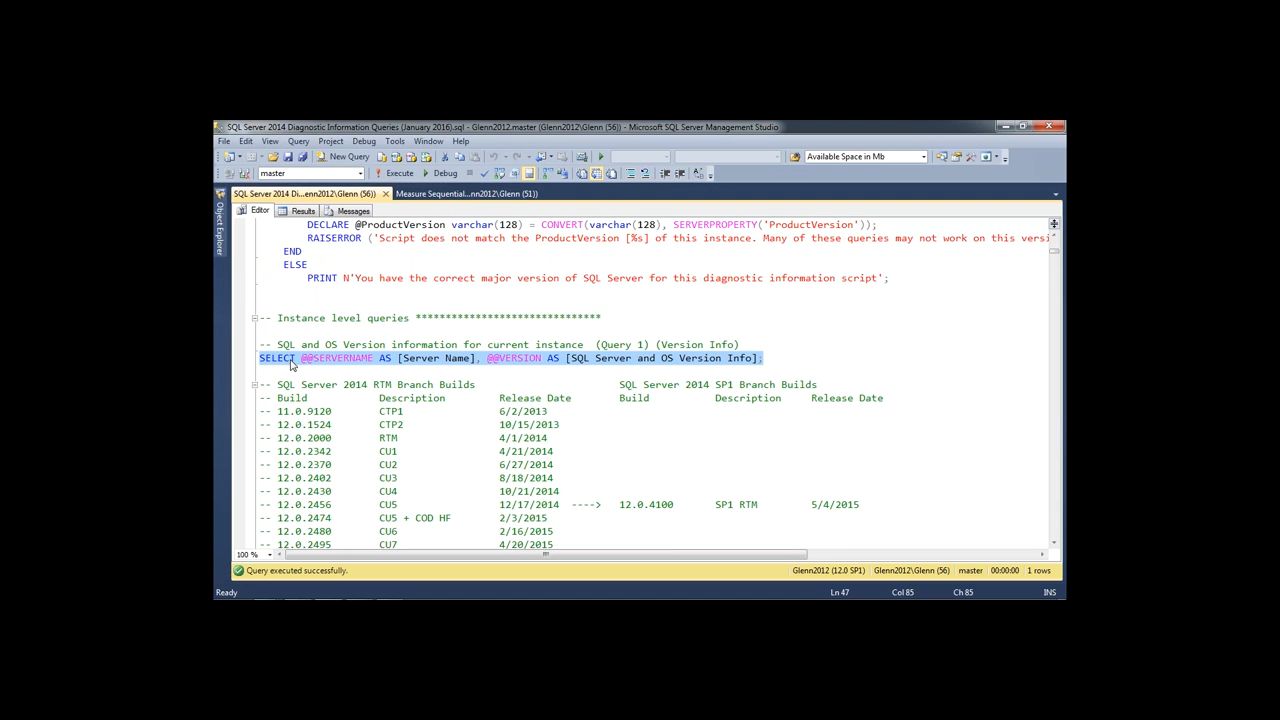 SQL Server 2014 Diagnostic Information Queries (January 2016).sql - Glenn2012.master (Glenn2012\Glenn (56)) - Microsoft SQL Server Management Studio
File Edit View Query Project Debug Tools Window Help
New Query Available Space in Mb
master Execute Debug
SQL Server 2014 Di...enn2012\Glenn (56)) Measure Sequential...nn2012\Glenn (51))
Object Explorer
Editor Results Messages
DECLARE @ProductVersion varchar(128) = CONVERT(varchar(128), SERVERPROPERTY('ProductVersion'));
RAISERROR ('Script does not match the ProductVersion [%s] of this instance. Many of these queries may not work on this versi
END
ELSE
PRINT N'You have the correct major version of SQL Server for this diagnostic information script';
-- Instance level queries *******************************
-- SQL and OS Version information for current instance (Query 1) (Version Info)
SELECT @@SERVERNAME AS [Server Name], @@VERSION AS [SQL Server and OS Version Info];
-- SQL Server 2014 RTM Branch Builds SQL Server 2014 SP1 Branch Builds
-- Build Description Release Date Build Description Release Date
-- 11.0.9120 CTP1 6/2/2013
-- 12.0.1524 CTP2 10/15/2013
-- 12.0.2000 RTM 4/1/2014
-- 12.0.2342 CU1 4/21/2014
-- 12.0.2370 CU2 6/27/2014
-- 12.0.2402 CU3 8/18/2014
-- 12.0.2430 CU4 10/21/2014
-- 12.0.2456 CU5 12/17/2014 ----> 12.0.4100 SP1 RTM 5/4/2015
-- 12.0.2474 CU5 + COD HF 2/3/2015
-- 12.0.2480 CU6 2/16/2015
-- 12.0.2495 CU7 4/20/2015
100 %
Query executed successfully. Glenn2012 (12.0 SP1) Glenn2012\Glenn (56) master 00:00:00 1 rows
Ready Ln 47 Col 85 Ch 85 INS